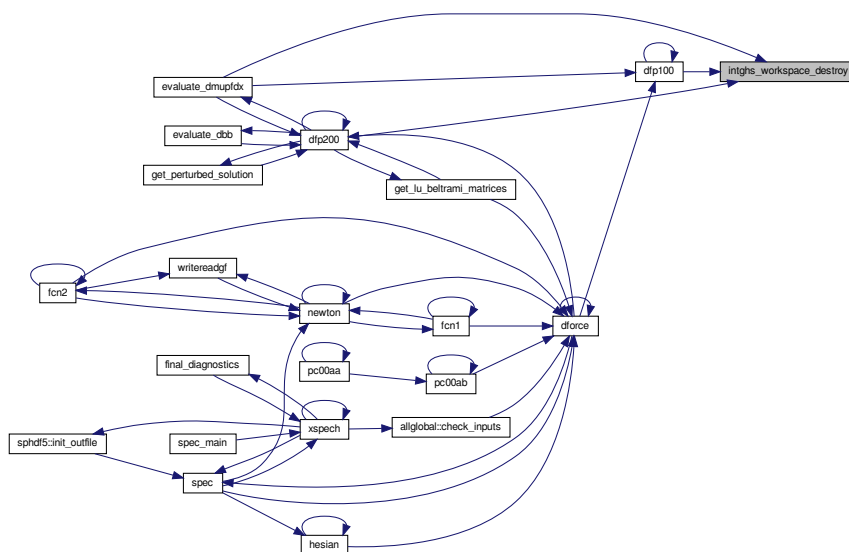 dfp100
intghs_workspace_destroy
evaluate_dmupfdx
evaluate_dbb
dfp200
get_perturbed_solution
get_lu_beltrami_matrices
writereadgf
fcn2
newton
fcn1
dforce
final_diagnostics
pc00aa
pc00ab
xspech
allglobal::check_inputs
sphdf5::init_outfile
spec_main
spec
hesian